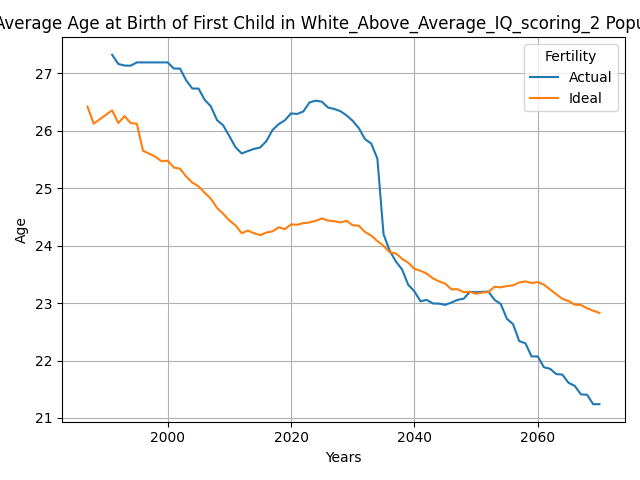 Average Age at Birth of First Child in White_Above_Average_IQ_scoring_2
Fertility
Actual
Ideal
27
26
25
24
23
22
21
Age
2000 2020 2040 2060
Years